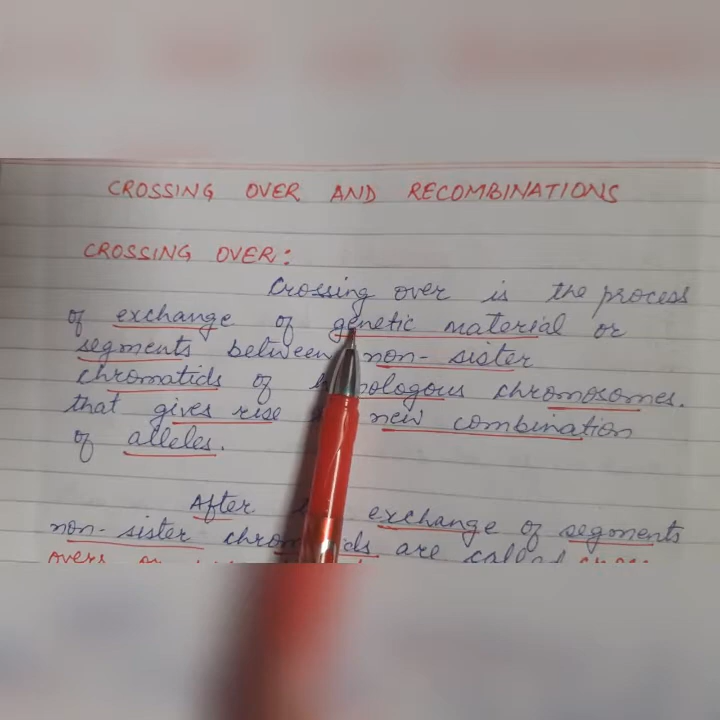 CROSSING OVER AND RECOMBINATIONS
CROSSING OVER:
Crossing over is the process
of exchange of genetic material or
segments between non-sister
chromatids of chromosomes.
that gives rise new combination
of alleles.
After exchange of segments
non-sister are called
overs or